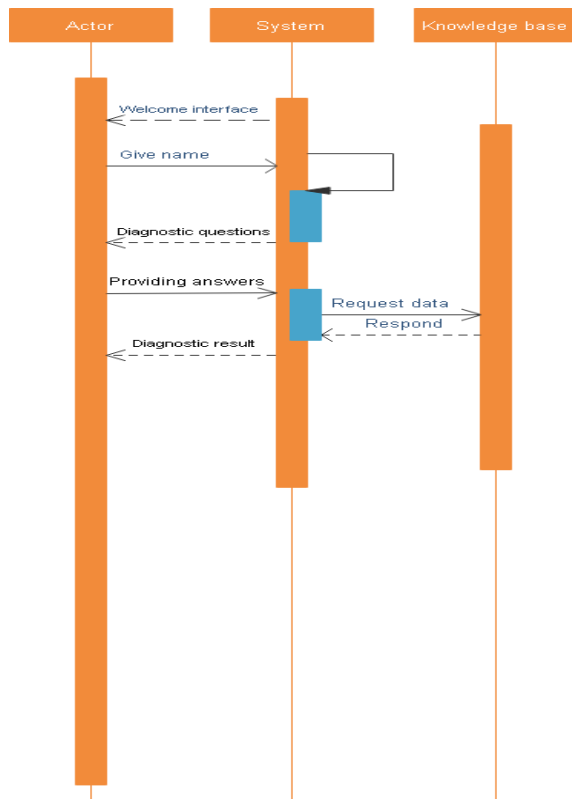 Actor
System
Knowledge base
Welcome interface
Give name
Diagnostic questions
Providing answers
Request data
Respond
Diagnostic result